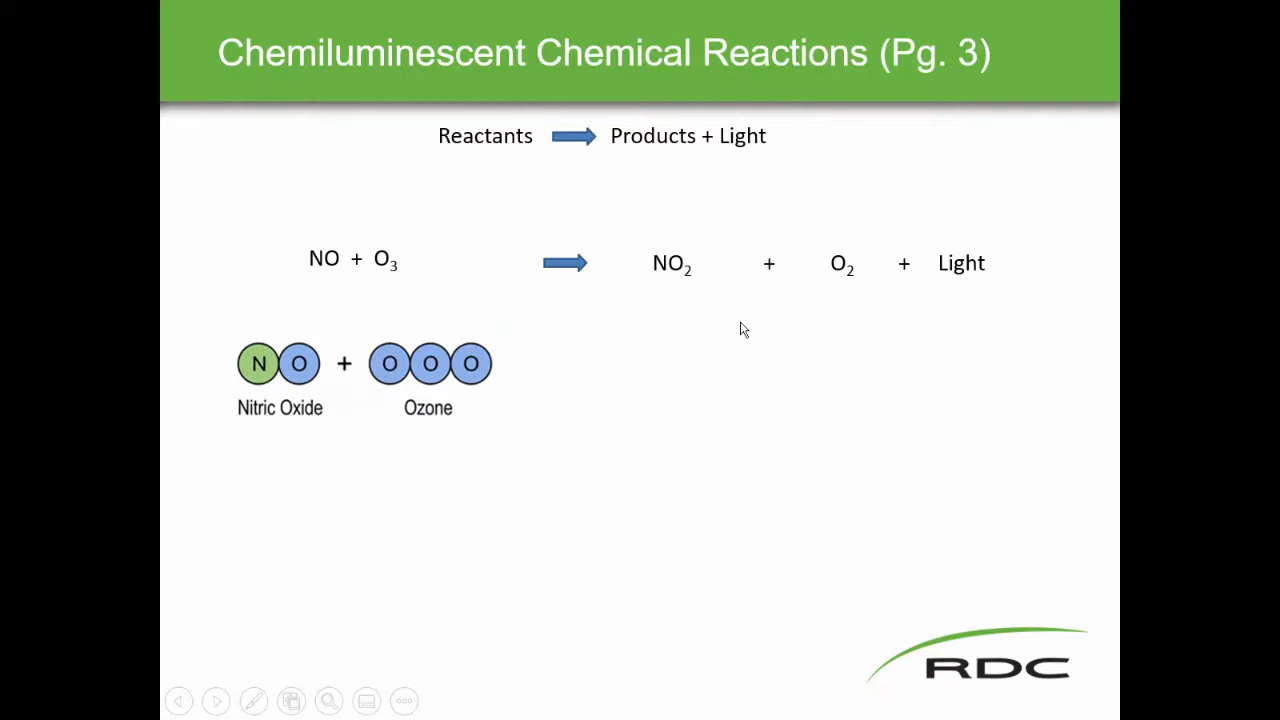 Chemiluminescent Chemical Reactions (Pg. 3)
Reactants Products + Light
NO + O₃ NO₂ + O₂ + Light
N O + O O O
Nitric Oxide Ozone
RDC